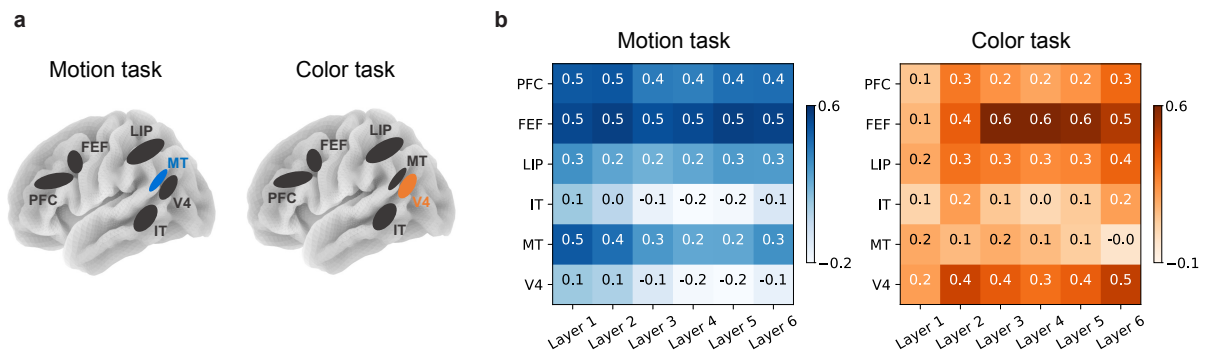 a
Motion task
Color task
LIP
FEF
MT
PFC
V4
IT
LIP
FEF
MT
PFC
V4
IT
b
Motion task
PFC 0.5 0.5 0.4 0.4 0.4 0.4
FEF 0.5 0.5 0.5 0.5 0.5 0.5
LIP 0.3 0.2 0.2 0.2 0.3 0.3
IT 0.1 0.0 -0.1 -0.2 -0.2 -0.1
MT 0.5 0.4 0.3 0.2 0.2 0.3
V4 0.1 0.1 -0.1 -0.2 -0.2 -0.1
Layer 1 Layer 2 Layer 3 Layer 4 Layer 5 Layer 6
0.6
−0.2
Color task
PFC 0.1 0.3 0.2 0.2 0.2 0.3
FEF 0.1 0.4 0.6 0.6 0.6 0.5
LIP 0.2 0.3 0.3 0.3 0.3 0.4
IT 0.1 0.2 0.1 0.0 0.1 0.2
MT 0.2 0.1 0.2 0.1 0.1 -0.0
V4 0.2 0.4 0.4 0.3 0.4 0.5
Layer 1 Layer 2 Layer 3 Layer 4 Layer 5 Layer 6
0.6
−0.1